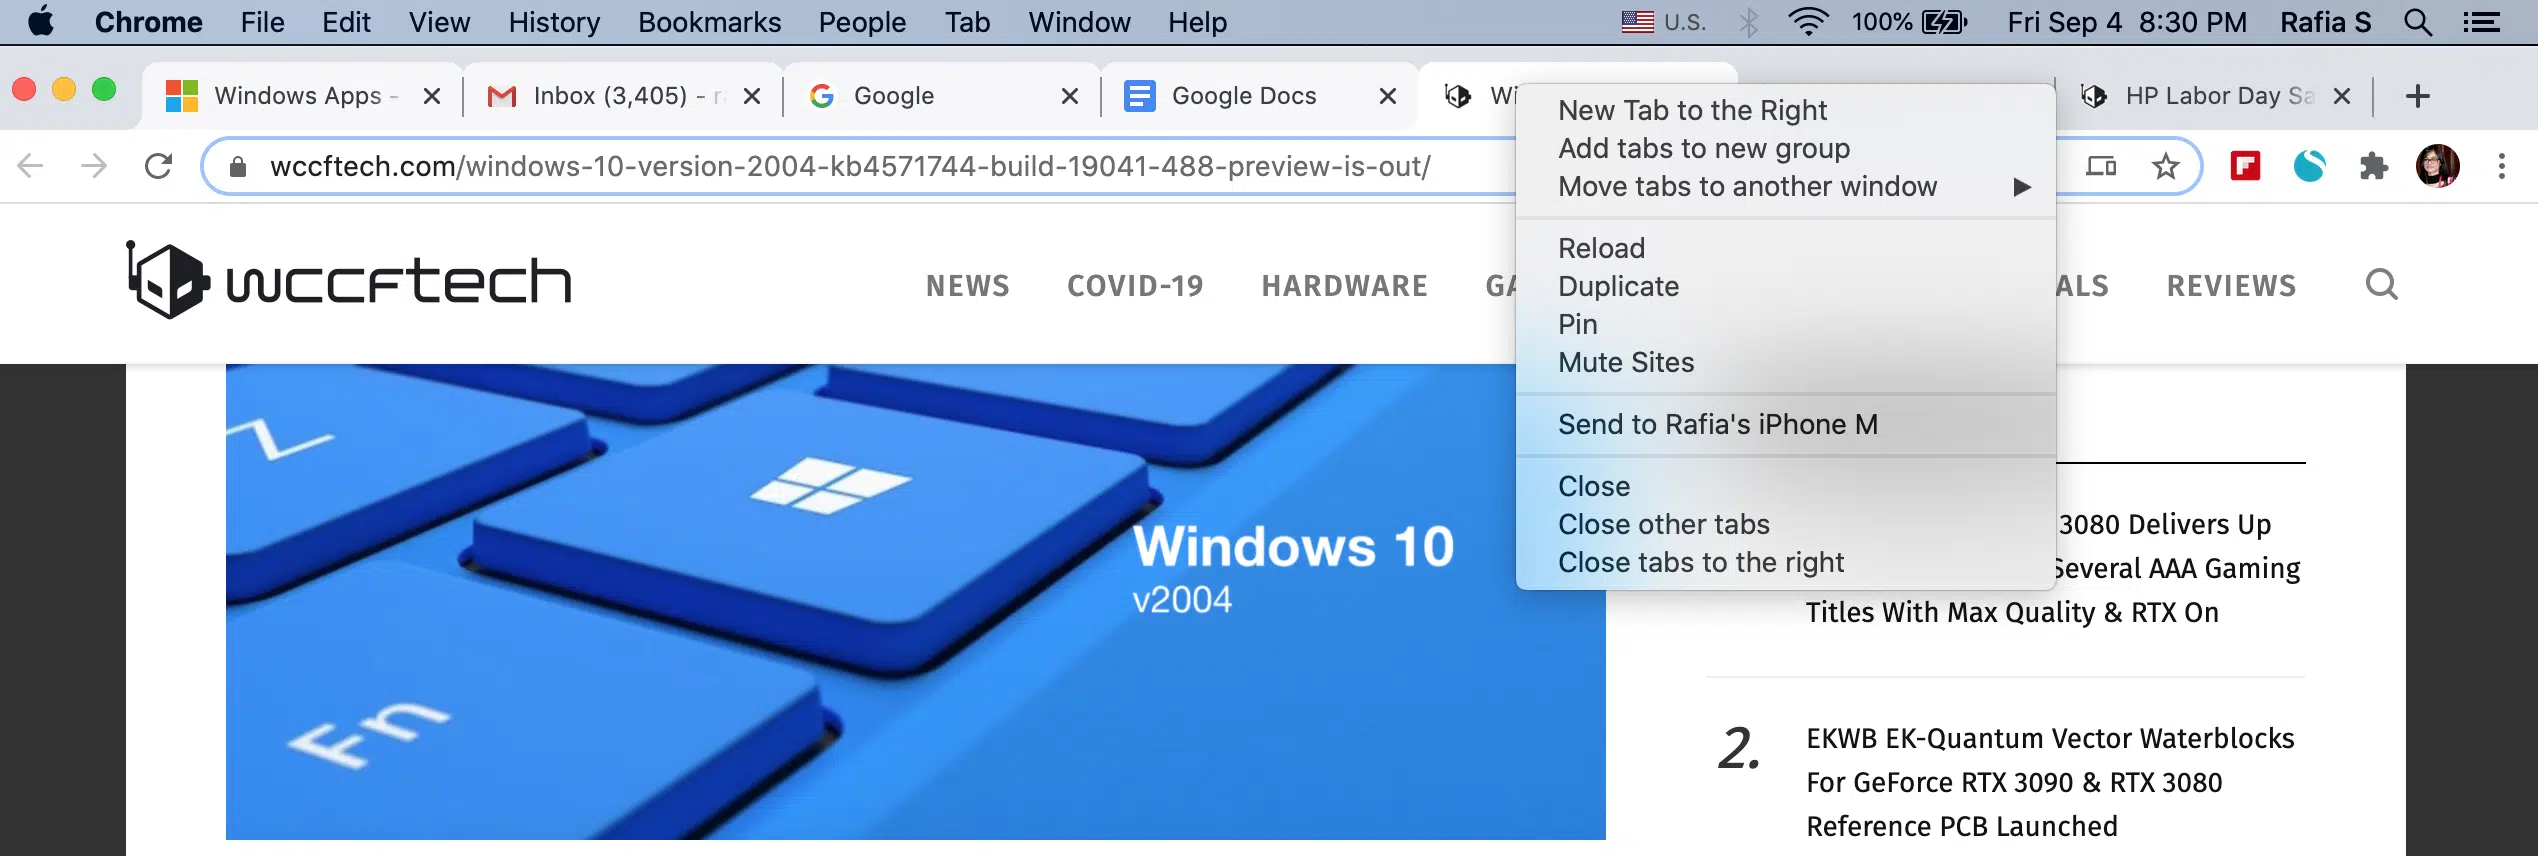 Chrome File Edit View History Bookmarks People Tab Window Help U.S. 100% Fri Sep 4 8:30 PM Rafia S
Windows Apps - Inbox (3,405) - Google Google Docs HP Labor Day Sa
wccftech.com/windows-10-version-2004-kb4571744-build-19041-488-preview-is-out/
New Tab to the Right
Add tabs to new group
Move tabs to another window
Reload
Duplicate
Pin
Mute Sites
Send to Rafia's iPhone M
Close
Close other tabs
Close tabs to the right
wccftech
NEWS COVID-19 HARDWARE GA ALS REVIEWS
Windows 10
v2004
Fn
3080 Delivers Up
Several AAA Gaming
Titles With Max Quality & RTX On
2.
EKWB EK-Quantum Vector Waterblocks
For GeForce RTX 3090 & RTX 3080
Reference PCB Launched